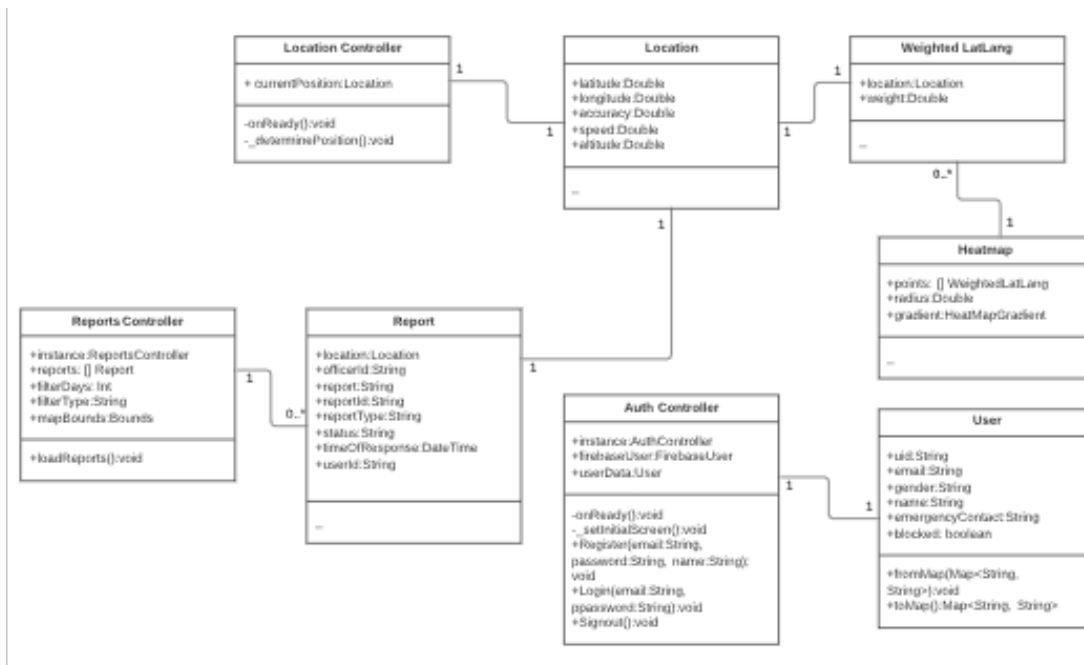 Location Controller
+ currentPosition:Location
-onReady():void
-_determinePosition():void
1
1
Location
+latitude:Double
+longitude:Double
+accuracy:Double
+speed:Double
+altitude:Double
_
1
1
1
Weighted LatLang
+location:Location
+weight:Double
_
0..*
1
Heatmap
+points: [] WeightedLatLang
+radius:Double
+gradient:HeatMapGradient
_
Reports Controller
+instance:ReportsController
+reports: [] Report
+filterDays: Int
+filterType:String
+mapBounds:Bounds
+loadReports():void
1
0..*
Report
+location:Location
+officerId:String
+report:String
+reportId:String
+reportType:String
+status:String
+timeOfResponse:DateTime
+userId:String
_
1
Auth Controller
+instance:AuthController
+firebaseUser:FirebaseUser
+userData:User
-onReady():void
-_setInitialScreen():void
+Register(email:String,
password:String, name:String):
void
+Login(email:String,
ppassword:String):void
+Signout():void
1
1
User
+uid:String
+email:String
+gender:String
+name:String
+emergencyContact:String
+blocked: boolean
+fromMap(Map<String,
String>):void
+toMap():Map<String, String>